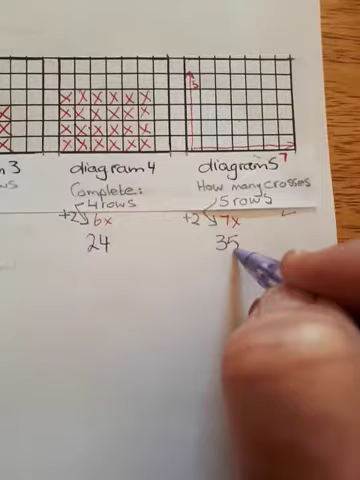 5
7
m 3 diagram 4 diagram 5
ows Complete: How many crosses
4 rows 5 rows
+2 6x +2 7x
24 35